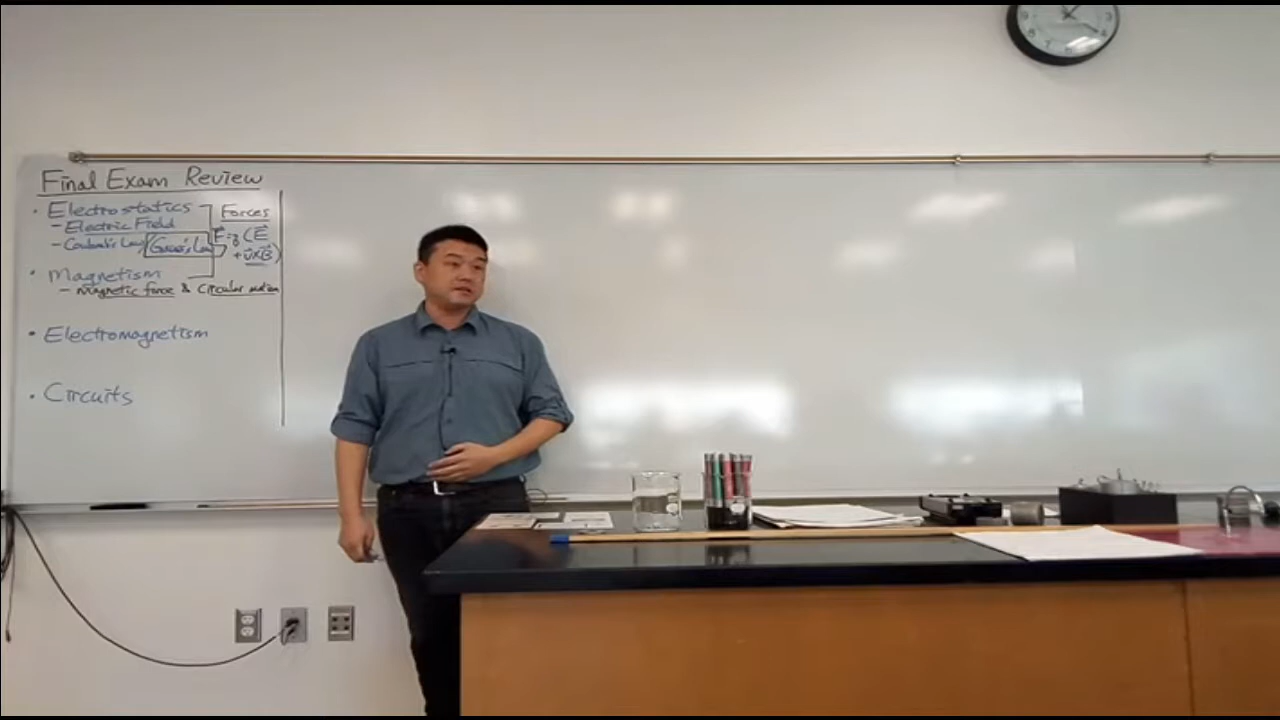 Final Exam Review
· Electrostatics
Forces
- Electric Field
- Coulomb's Law / Gauss's Law
F⃗ = q (E⃗
+ v⃗×B⃗)
· Magnetism
- Magnetic force & Circular motion
· Electromagnetism
· Circuits